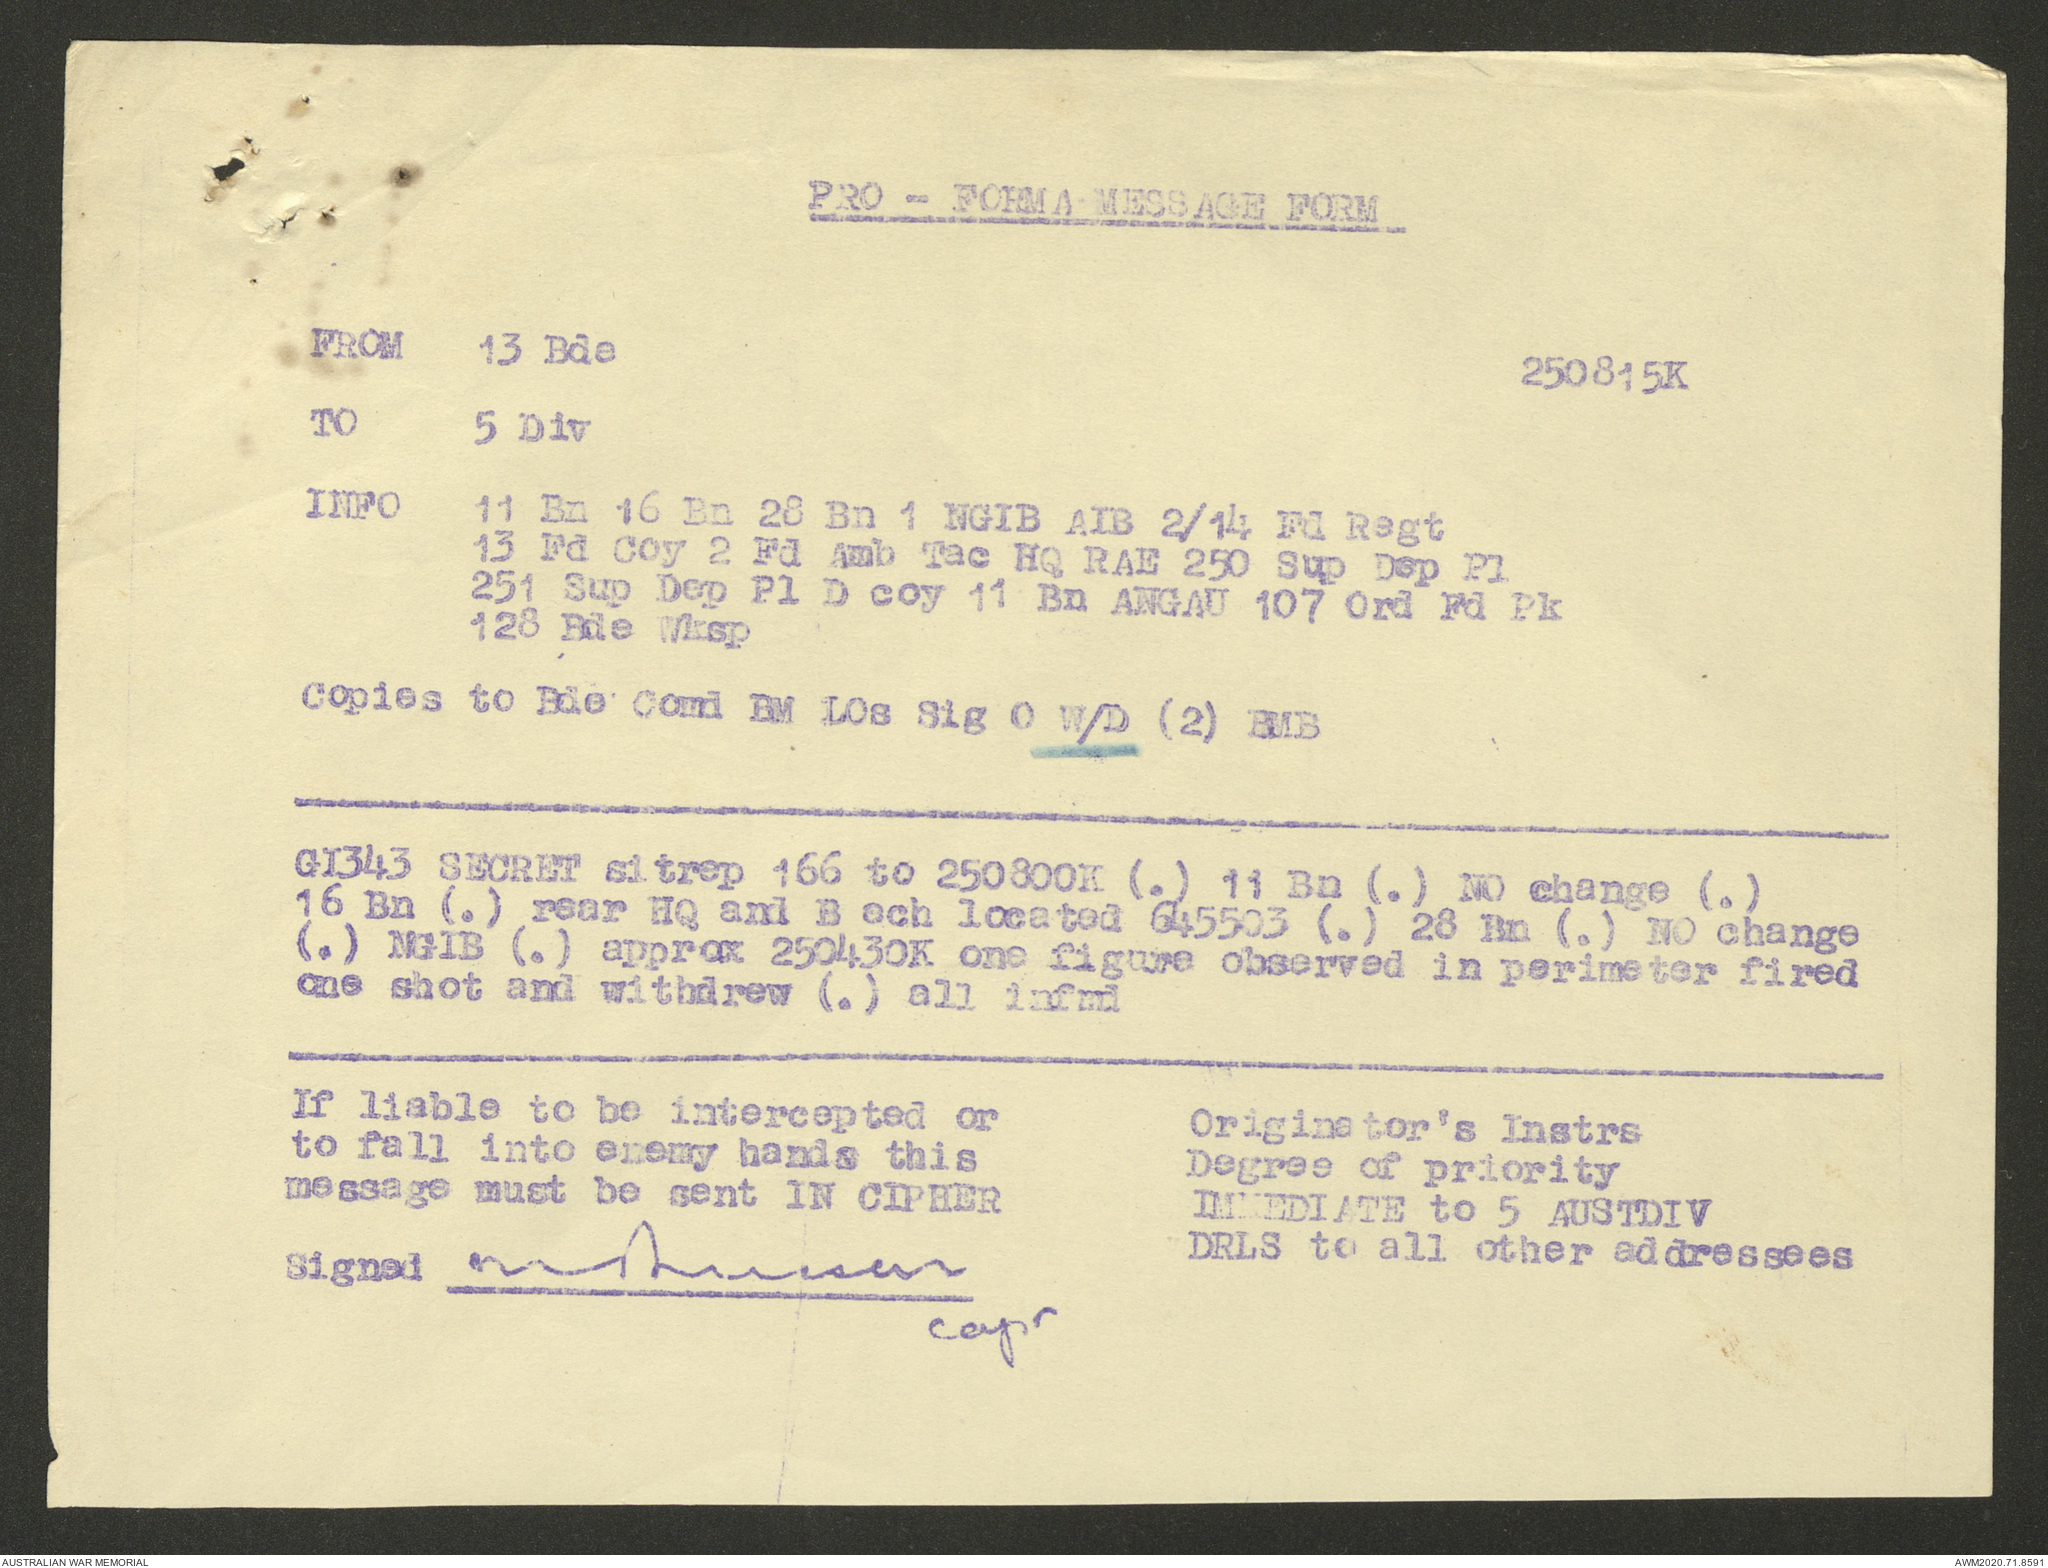 PRO - FORMA MESSAGE FORM
FROM 13 Bde
250815K
TO 5 Div
INFO 11 Bn 16 Bn 28 Bn 1 NGIB AIB 2/14 Fd Regt
13 Fd Coy 2 Fd Amb Tac HQ RAE 250 Sup Dep Pl
251 Sup Dep Pl D coy 11 Bn ANGAU 107 Ord Fd Pk
128 Bde Wksp
Copies to Bde Comd BM LOs Sig O W/D (2) BMB
GI343 SECRET sitrep 166 to 250800K (.) 11 Bn (.) NO change (.)
16 Bn (.) rear HQ and B ech located 645503 (.) 28 Bn (.) NO change
(.) NGIB (.) approx 250430K one figure observed in perimeter fired
one shot and withdrew (.) all infmd
If liable to be intercepted or
to fall into enemy hands this
message must be sent IN CIPHER
Signed
Capt
Originator's Instrs
Degree of priority
IMMEDIATE to 5 AUSTDIV
DRLS to all other addressees
AUSTRALIAN WAR MEMORIAL
AWM2020.71.8591